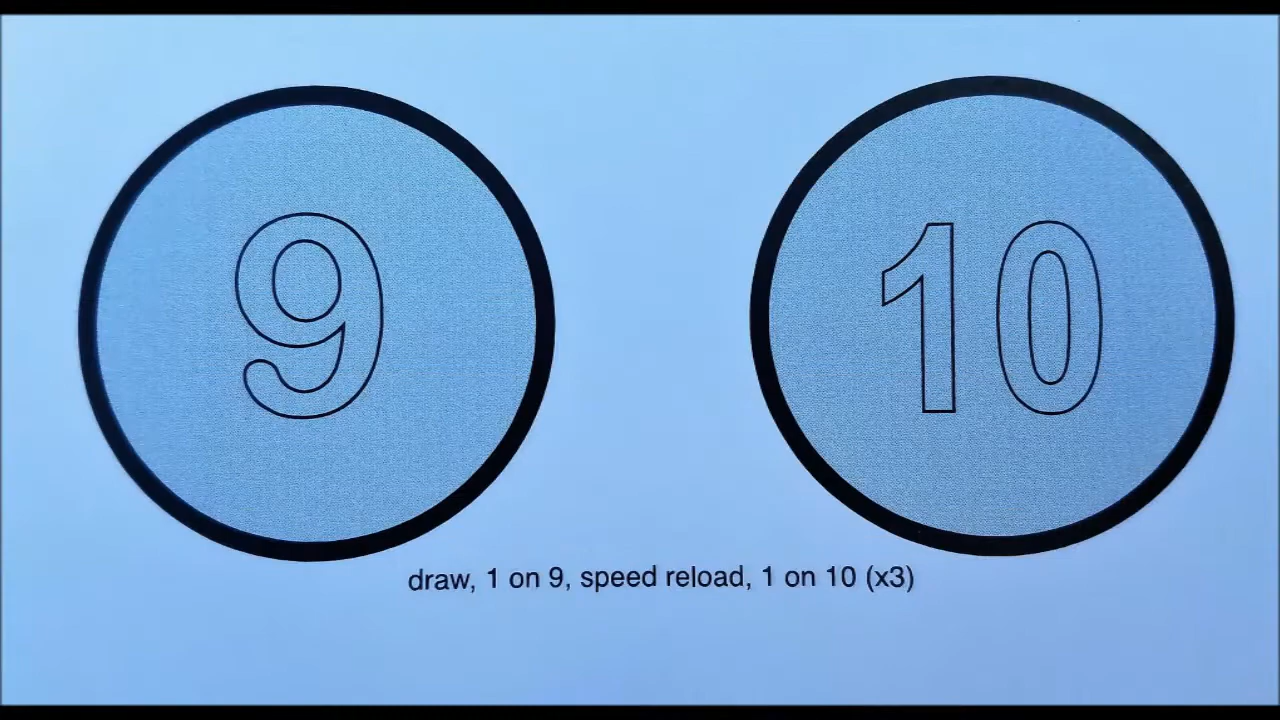 9 10
draw, 1 on 9, speed reload, 1 on 10 (x3)